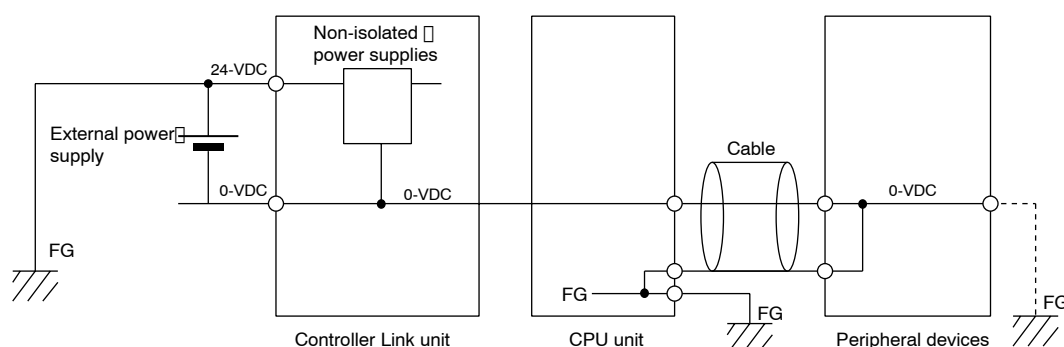 Non-isolated
power supplies
24-VDC
External power
supply
Cable
0-VDC
0-VDC
0-VDC
FG
FG
FG
FG
Controller Link unit
CPU unit
Peripheral devices